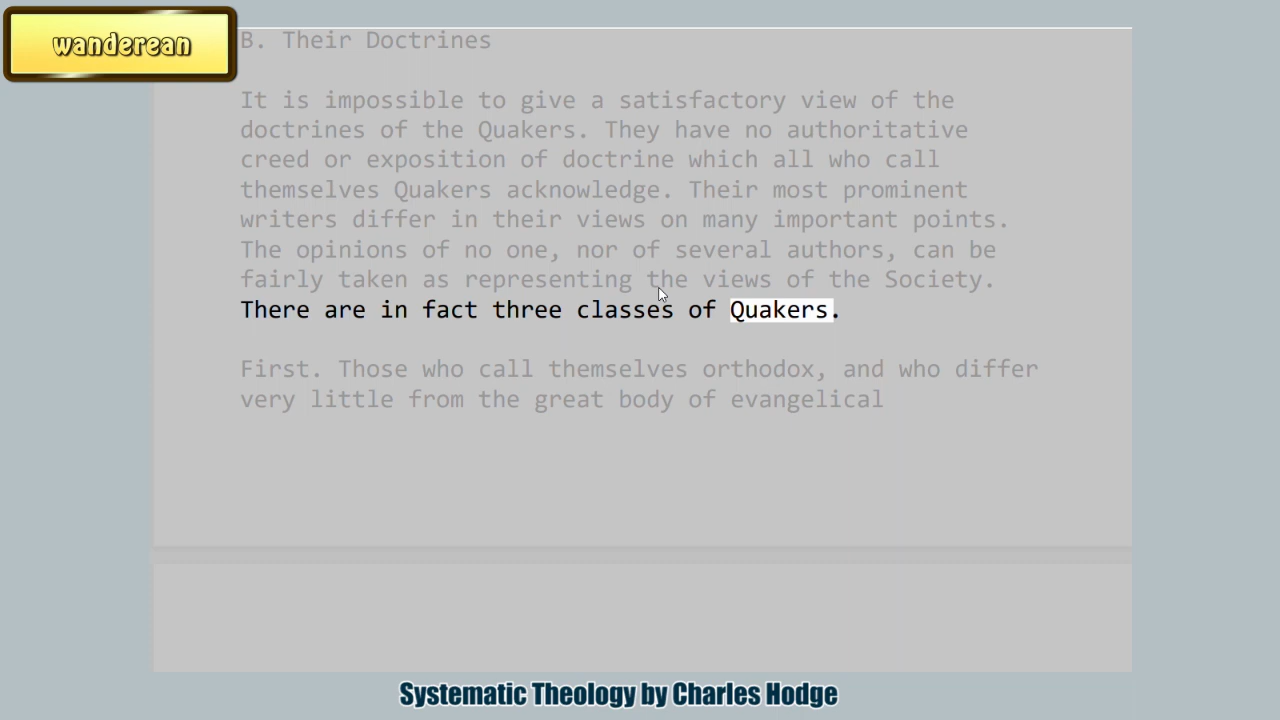 wanderean
B. Their Doctrines
It is impossible to give a satisfactory view of the
doctrines of the Quakers. They have no authoritative
creed or exposition of doctrine which all who call
themselves Quakers acknowledge. Their most prominent
writers differ in their views on many important points.
The opinions of no one, nor of several authors, can be
fairly taken as representing the views of the Society.
There are in fact three classes of Quakers.
First. Those who call themselves orthodox, and who differ
very little from the great body of evangelical
Systematic Theology by Charles Hodge